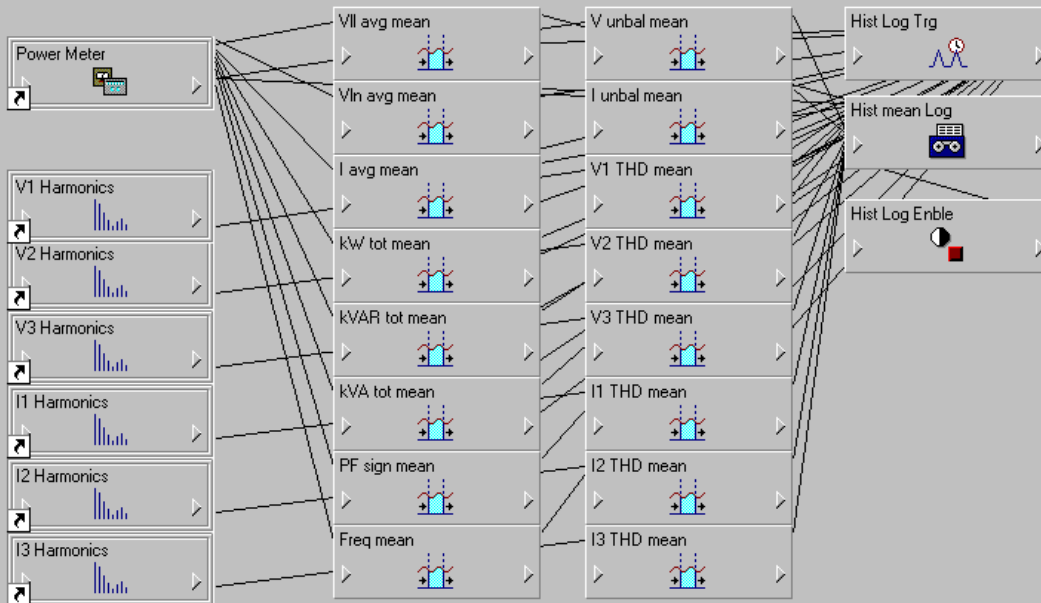 Power Meter
V1 Harmonics
V2 Harmonics
V3 Harmonics
I1 Harmonics
I2 Harmonics
I3 Harmonics
Vll avg mean
Vln avg mean
I avg mean
kW tot mean
kVAR tot mean
kVA tot mean
PF sign mean
Freq mean
V unbal mean
I unbal mean
V1 THD mean
V2 THD mean
V3 THD mean
I1 THD mean
I2 THD mean
I3 THD mean
Hist Log Trg
Hist mean Log
Hist Log Enble